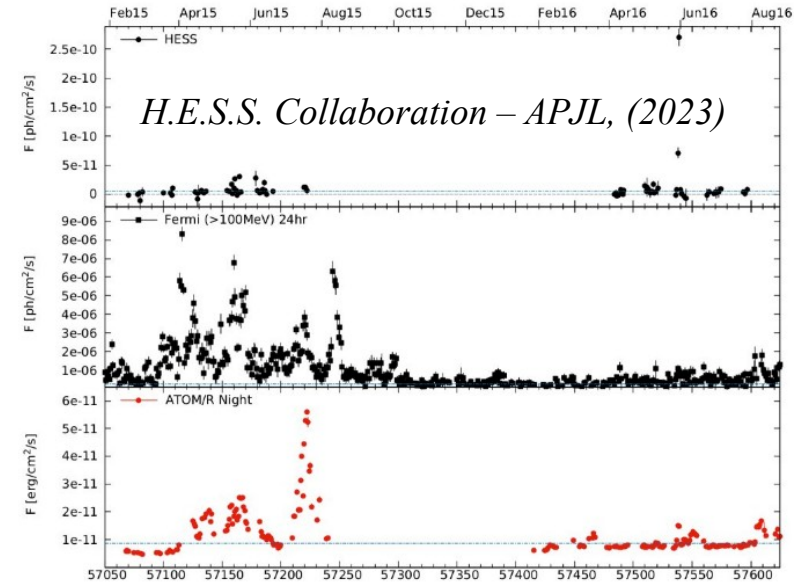 Feb15 Apr15 Jun15 Aug15 Oct15 Dec15 Feb16 Apr16 Jun16 Aug16
HESS
F [ph/cm²/s]
2.5e-10
2e-10
1.5e-10
1e-10
5e-11
0
H.E.S.S. Collaboration – APJL, (2023)
Fermi (>100MeV) 24hr
F [ph/cm²/s]
9e-06
8e-06
7e-06
6e-06
5e-06
4e-06
3e-06
2e-06
1e-06
ATOM/R Night
F [erg/cm²/s]
6e-11
5e-11
4e-11
3e-11
2e-11
1e-11
57050 57100 57150 57200 57250 57300 57350 57400 57450 57500 57550 57600